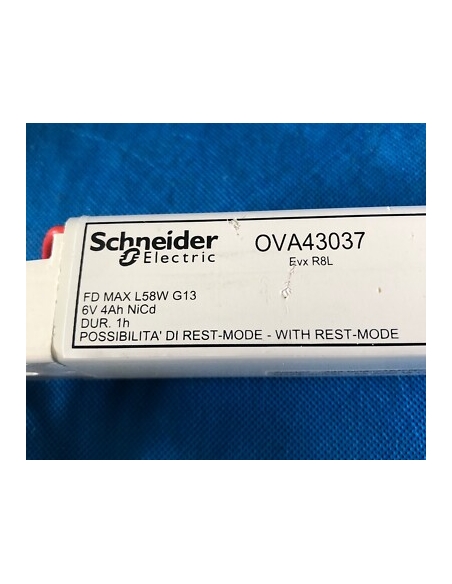 Schneider
Electric
OVA43037
Evx R8L
FD MAX L58W G13
6V 4Ah NiCd
DUR. 1h
POSSIBILITA' DI REST-MODE - WITH REST-MODE